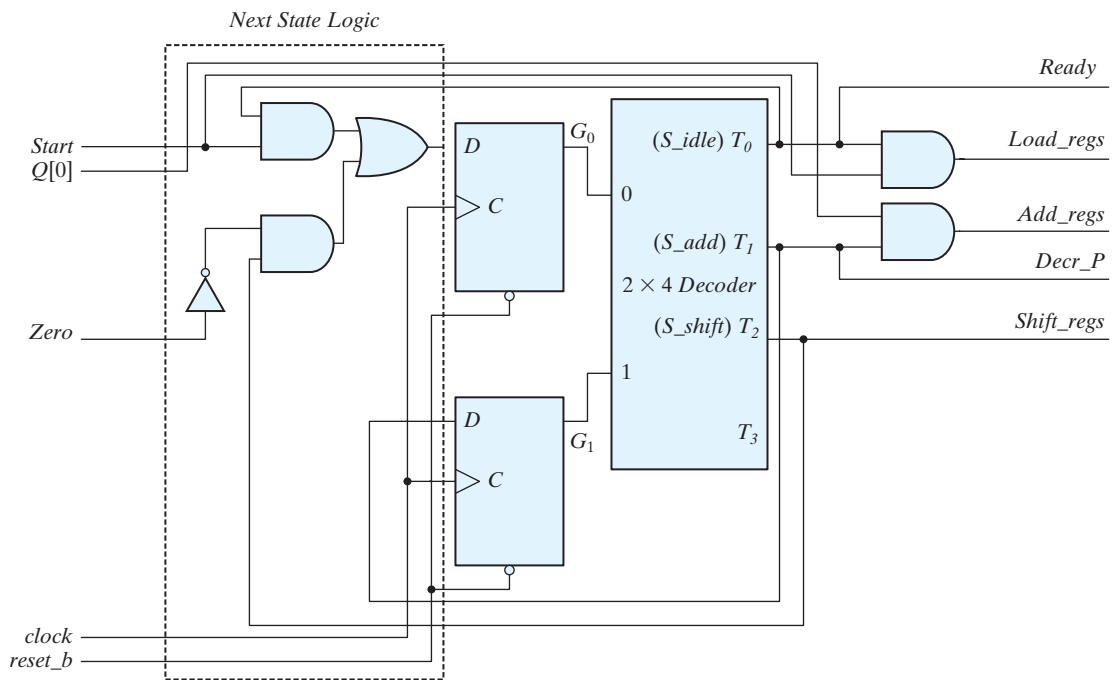 Next State Logic
Ready
Start
Q[0]
D
G₀
(S_idle) T₀
Load_regs
C
0
Add_regs
(S_add) T₁
Decr_P
2 × 4 Decoder
Zero
(S_shift) T₂
Shift_regs
1
D
G₁
T₃
C
clock
reset_b